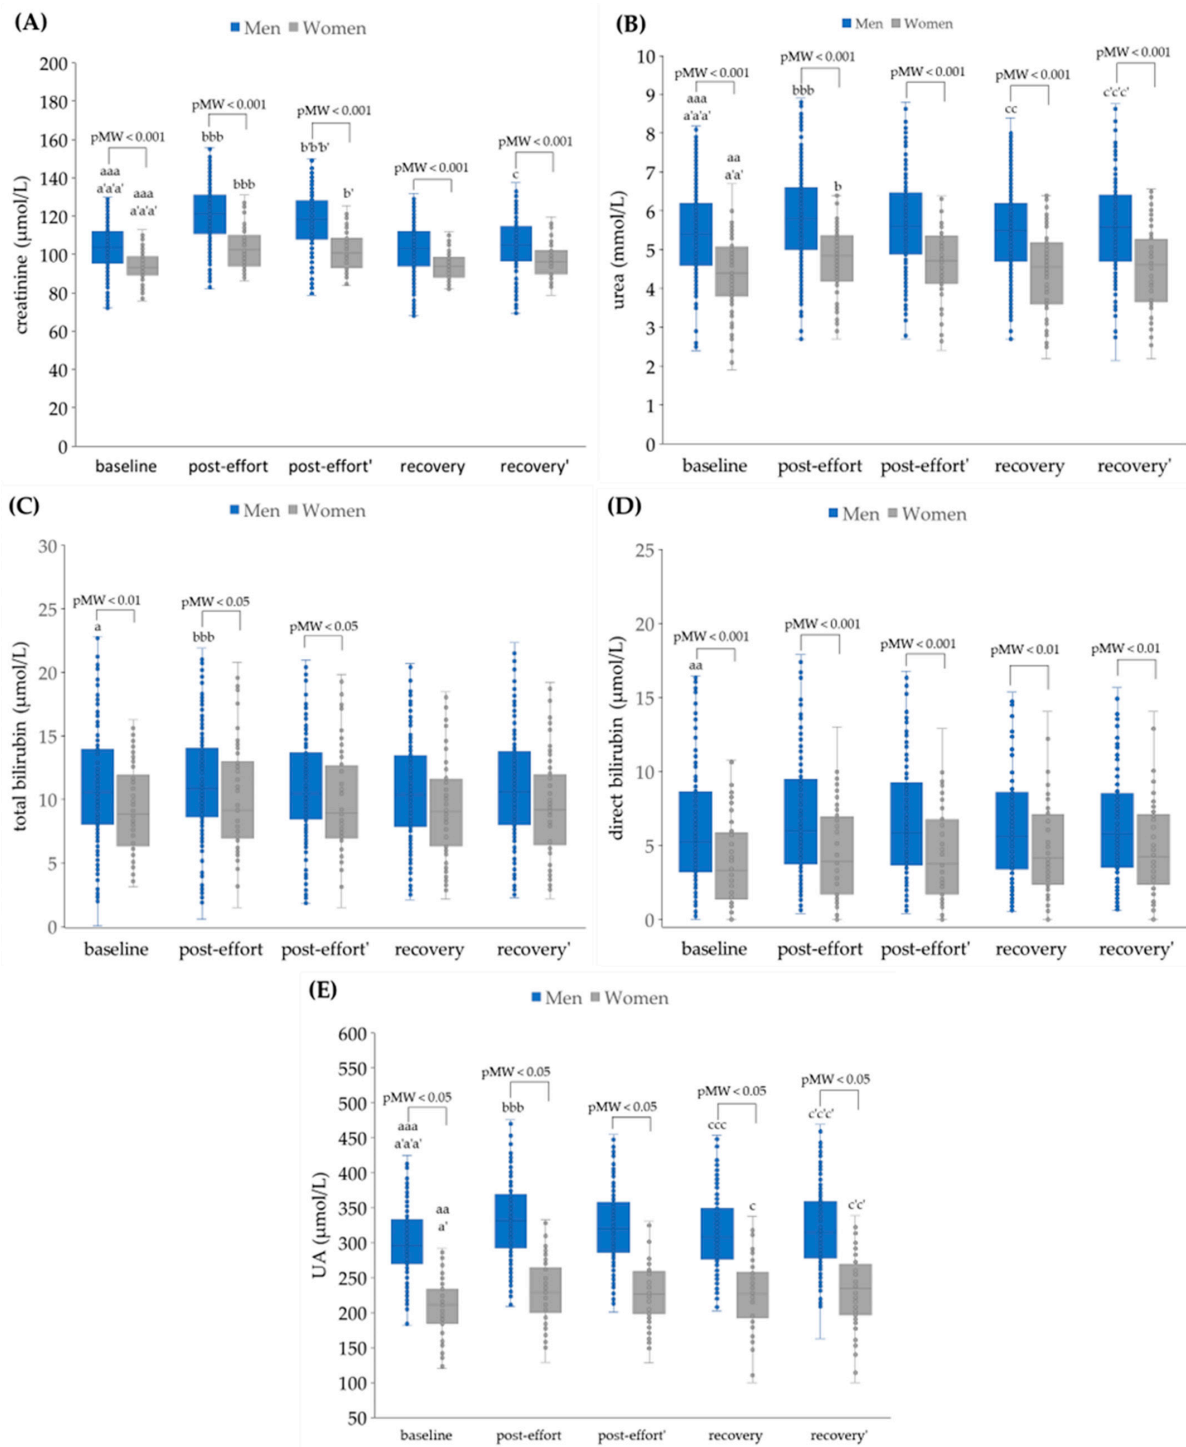 (A)
Men Women
creatinine (μmol/L)
200
180
160
140
120
100
80
60
40
20
0
pMW < 0.001
aaa
a'a'a'
aaa
a'a'a'
pMW < 0.001
bbb
bbb
pMW < 0.001
b'b'b'
b'
pMW < 0.001
pMW < 0.001
c
baseline post-effort post-effort' recovery recovery'
(B)
Men Women
urea (mmol/L)
10
9
8
7
6
5
4
3
2
1
0
pMW < 0.001
aaa
a'a'a'
aa
a'a'
pMW < 0.001
bbb
b
pMW < 0.001
pMW < 0.001
cc
pMW < 0.001
c'c'c'
baseline post-effort post-effort' recovery recovery'
(C)
Men Women
total bilirubin (μmol/L)
30
25
20
15
10
5
0
pMW < 0.01
a
pMW < 0.05
bbb
pMW < 0.05
baseline post-effort post-effort' recovery recovery'
(D)
Men Women
direct bilirubin (μmol/L)
25
20
15
10
5
0
pMW < 0.001
aa
pMW < 0.001
pMW < 0.001
pMW < 0.01
pMW < 0.01
baseline post-effort post-effort' recovery recovery'
(E)
Men Women
UA (μmol/L)
600
550
500
450
400
350
300
250
200
150
100
50
pMW < 0.05
aaa
a'a'a'
aa
a'
pMW < 0.05
bbb
pMW < 0.05
pMW < 0.05
ccc
c
pMW < 0.05
c'c'c'
c'c'
baseline post-effort post-effort' recovery recovery'